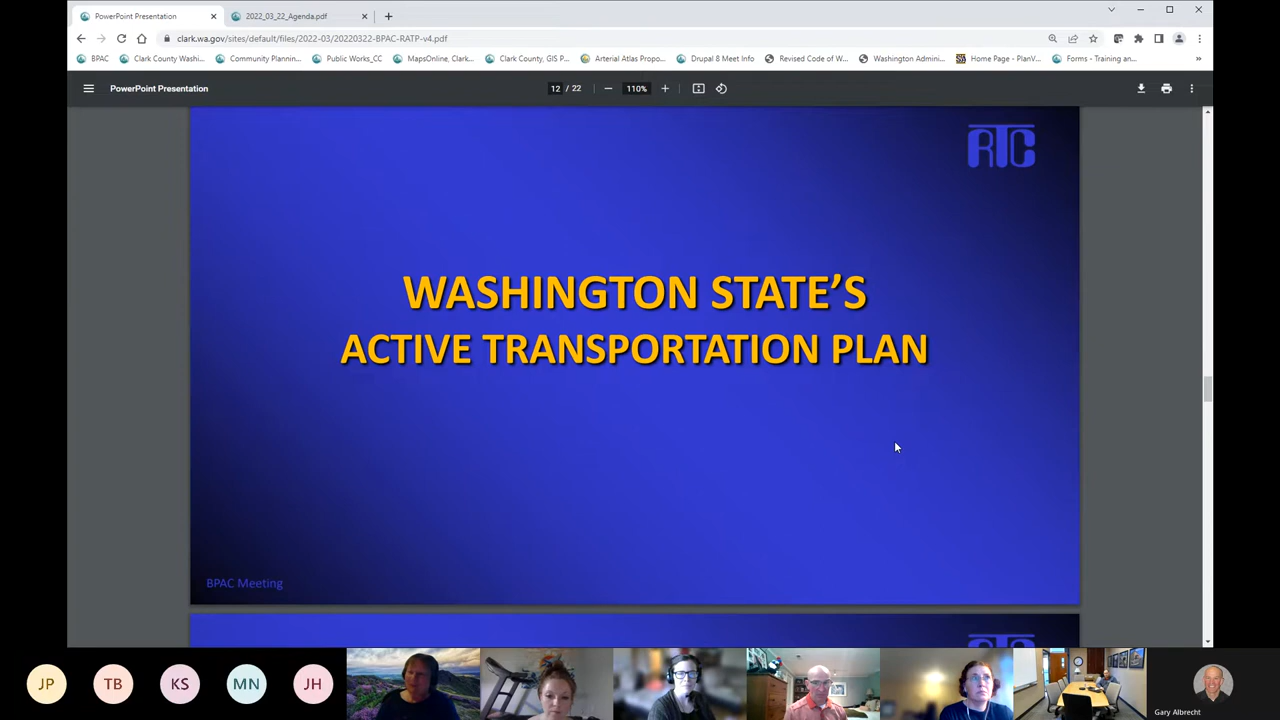 PowerPoint Presentation
2022_03_22_Agenda.pdf
clark.wa.gov/sites/default/files/2022-03/20220322-BPAC-RATP-v4.pdf
BPAC
Clark County Washi...
Community Plannin...
Public Works_CC
MapsOnline, Clark...
Clark County, GIS P...
Arterial Atlas Propo...
Drupal 8 Meet Info
Revised Code of W...
Washington Admini...
Home Page - PlanV...
Forms - Training an...
»
PowerPoint Presentation
12 / 22
110%
RTC
WASHINGTON STATE’S
ACTIVE TRANSPORTATION PLAN
BPAC Meeting
JP
TB
KS
MN
JH
Gary Albrecht